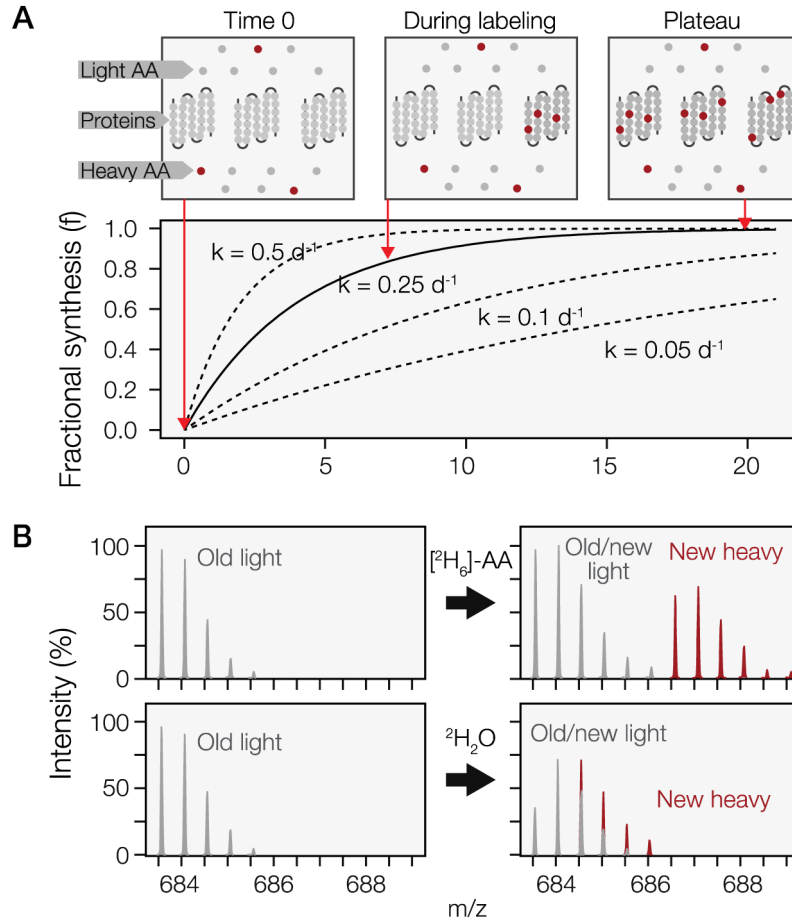 A
Time 0
During labeling
Plateau
Light AA
Proteins
Heavy AA
Fractional synthesis (f)
1.0
0.8
0.6
0.4
0.2
0.0
k = 0.5 d⁻¹
k = 0.25 d⁻¹
k = 0.1 d⁻¹
k = 0.05 d⁻¹
0
5
10
15
20
B
Intensity (%)
100
50
0
Old light
[²H₆]-AA
Old/new
light
New heavy
100
50
0
Old light
²H₂O
Old/new light
New heavy
684
686
688
684
686
688
m/z